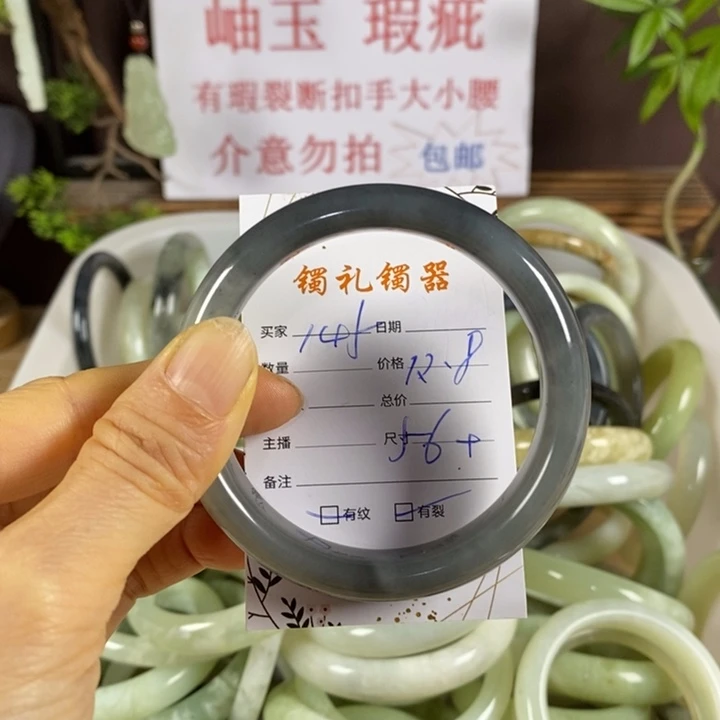 岫玉 瑕疵
有瑕裂断扣手大小腰
介意勿拍 包邮
镯礼镯器
买家 日期
数量 价格 12.8
总价
主播 尺寸 56+
备注
有纹 有裂